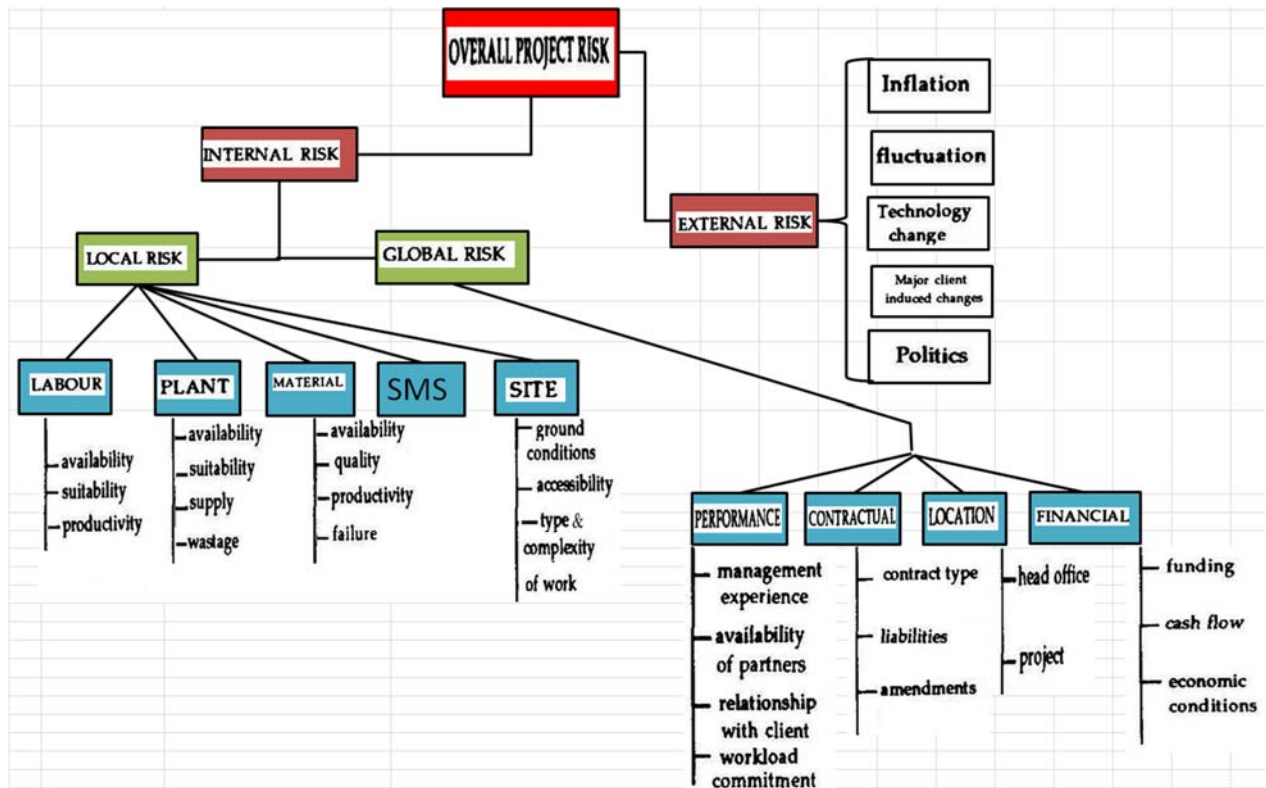 OVERALL PROJECT RISK
INTERNAL RISK
EXTERNAL RISK
Inflation
fluctuation
Technology
change
Major client
induced changes
Politics
LOCAL RISK
GLOBAL RISK
LABOUR
availability
suitability
productivity
PLANT
availability
suitability
supply
wastage
MATERIAL
availability
quality
productivity
failure
SMS
SITE
ground
conditions
accessibility
type &
complexity
of work
PERFORMANCE
management
experience
availability
of partners
relationship
with client
workload
commitment
CONTRACTUAL
contract type
liabilities
amendments
LOCATION
head office
project
FINANCIAL
funding
cash flow
economic
conditions